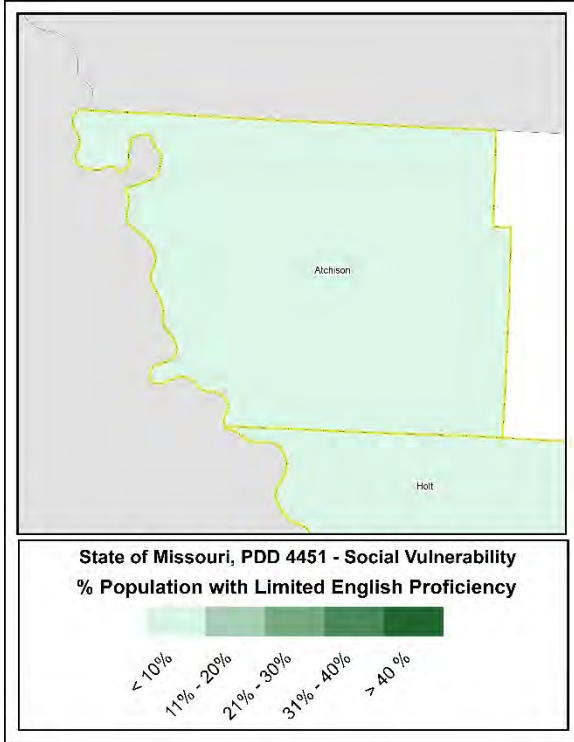 Atchison
Holt
State of Missouri, PDD 4451 - Social Vulnerability
% Population with Limited English Proficiency
< 10%
11% - 20%
21% - 30%
31% - 40%
> 40 %